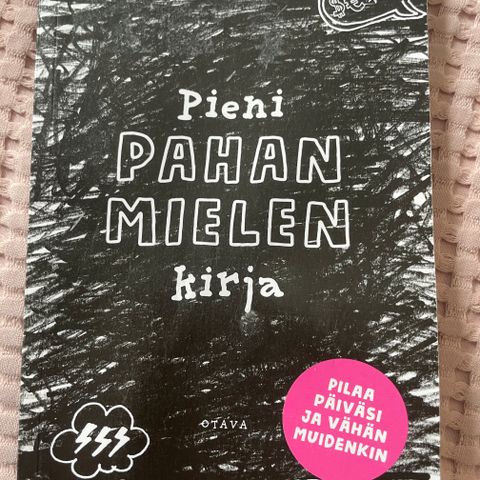 Pieni
PAHAN
MIELEN
kirja
PILAA
PÄIVÄSI
JA VÄHÄN
MUIDENKIN
OTAVA